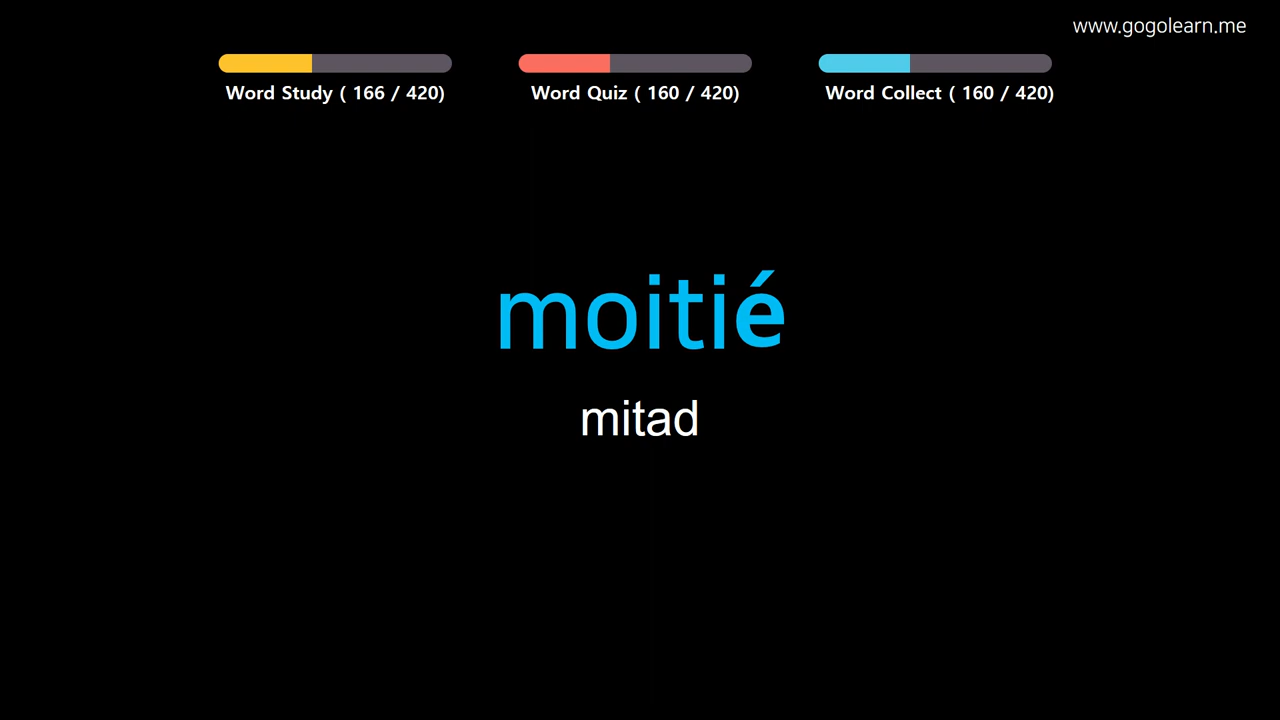 www.gogolearn.me
Word Study ( 166 / 420)
Word Quiz ( 160 / 420)
Word Collect ( 160 / 420)
moitié
mitad